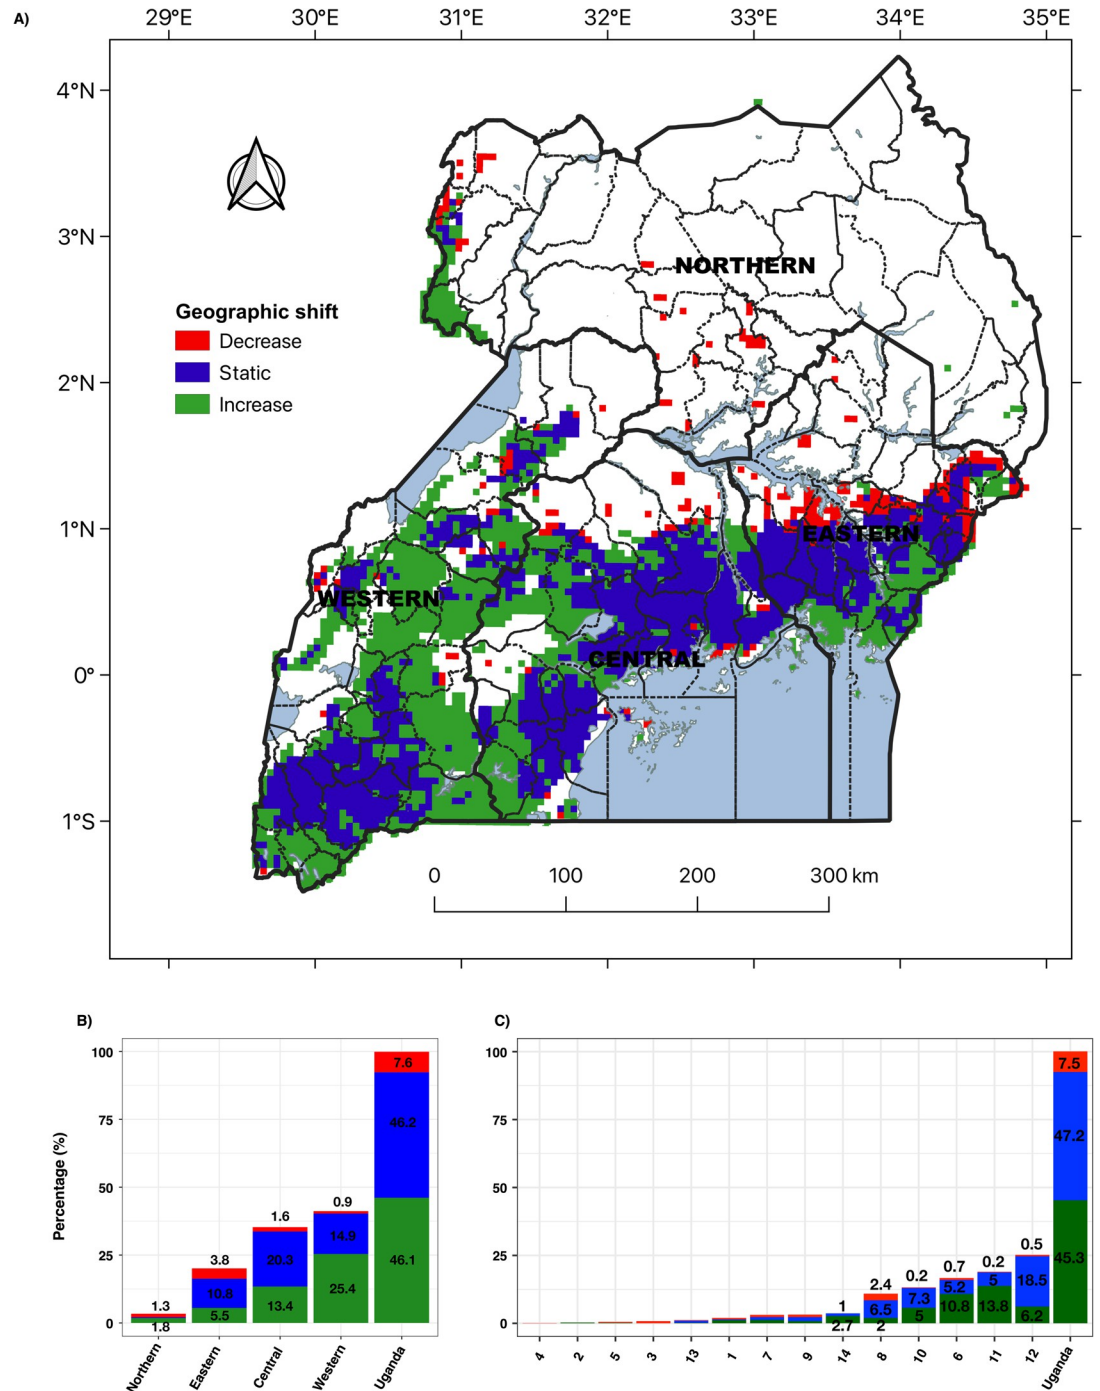 A)
29°E 30°E 31°E 32°E 33°E 34°E 35°E
4°N
3°N
2°N
1°N
0°
1°S
Geographic shift
Decrease
Static
Increase
NORTHERN
EASTERN
WESTERN
CENTRAL
0 100 200 300 km
B)
Percentage (%)
100
75
50
25
0
1.3
1.8
3.8
10.8
5.5
1.6
20.3
13.4
0.9
14.9
25.4
7.6
46.2
46.1
Northern Eastern Central Western Uganda
C)
100
75
50
25
0
1
2.7
2.4
6.5
2
0.2
7.3
5
0.7
5.2
10.8
0.2
5
13.8
0.5
18.5
6.2
7.5
47.2
45.3
4 2 5 3 13 1 7 9 14 8 10 6 11 12 Uganda